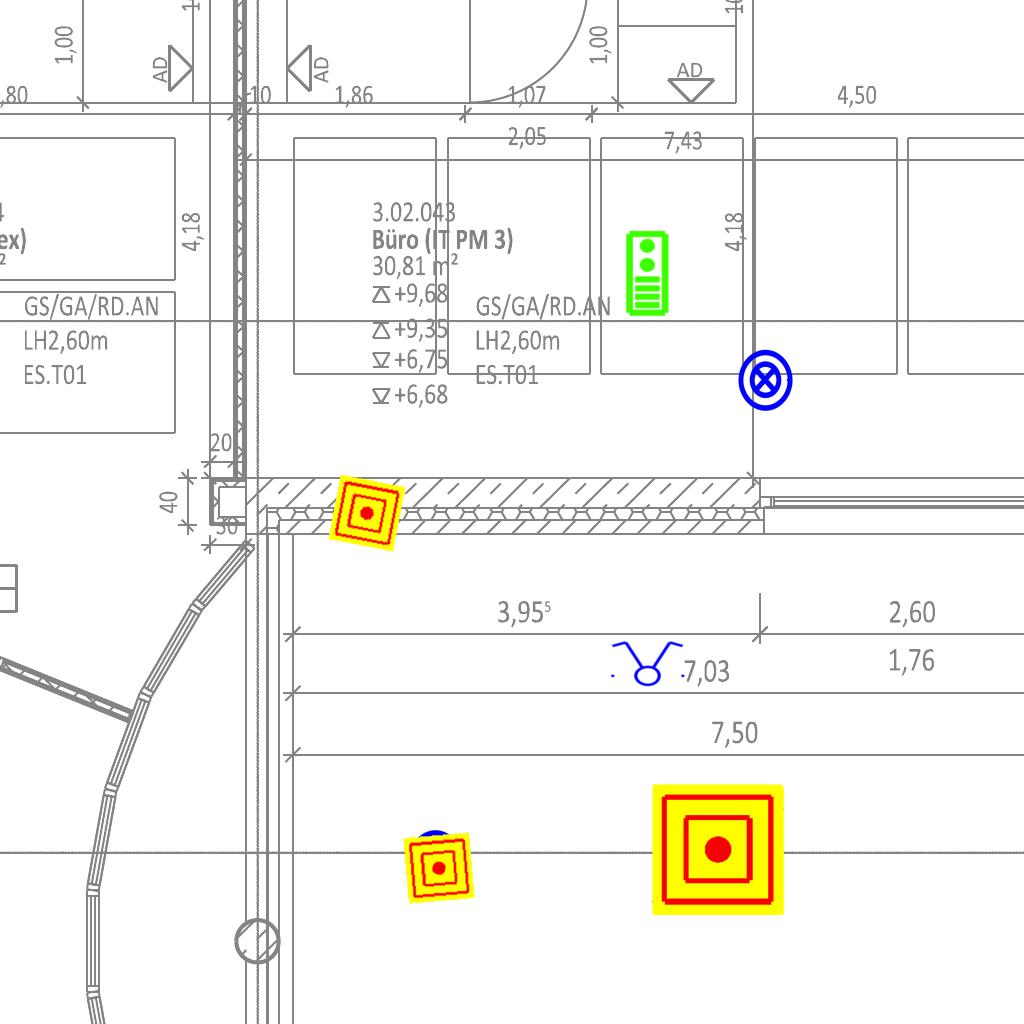 1,00
AD
AD
1,00
AD
,80
10
1,86
1,07
4,50
2,05
7,43
4,18
3.02.043
Büro (IT PM 3)
30,81 m²
+9,68
+9,35
+6,75
+6,68
4,18
ex)
GS/GA/RD.AN
LH2,60m
ES.T01
GS/GA/RD.AN
LH2,60m
ES.T01
20
40
30
3,95⁵
2,60
7,03
1,76
7,50